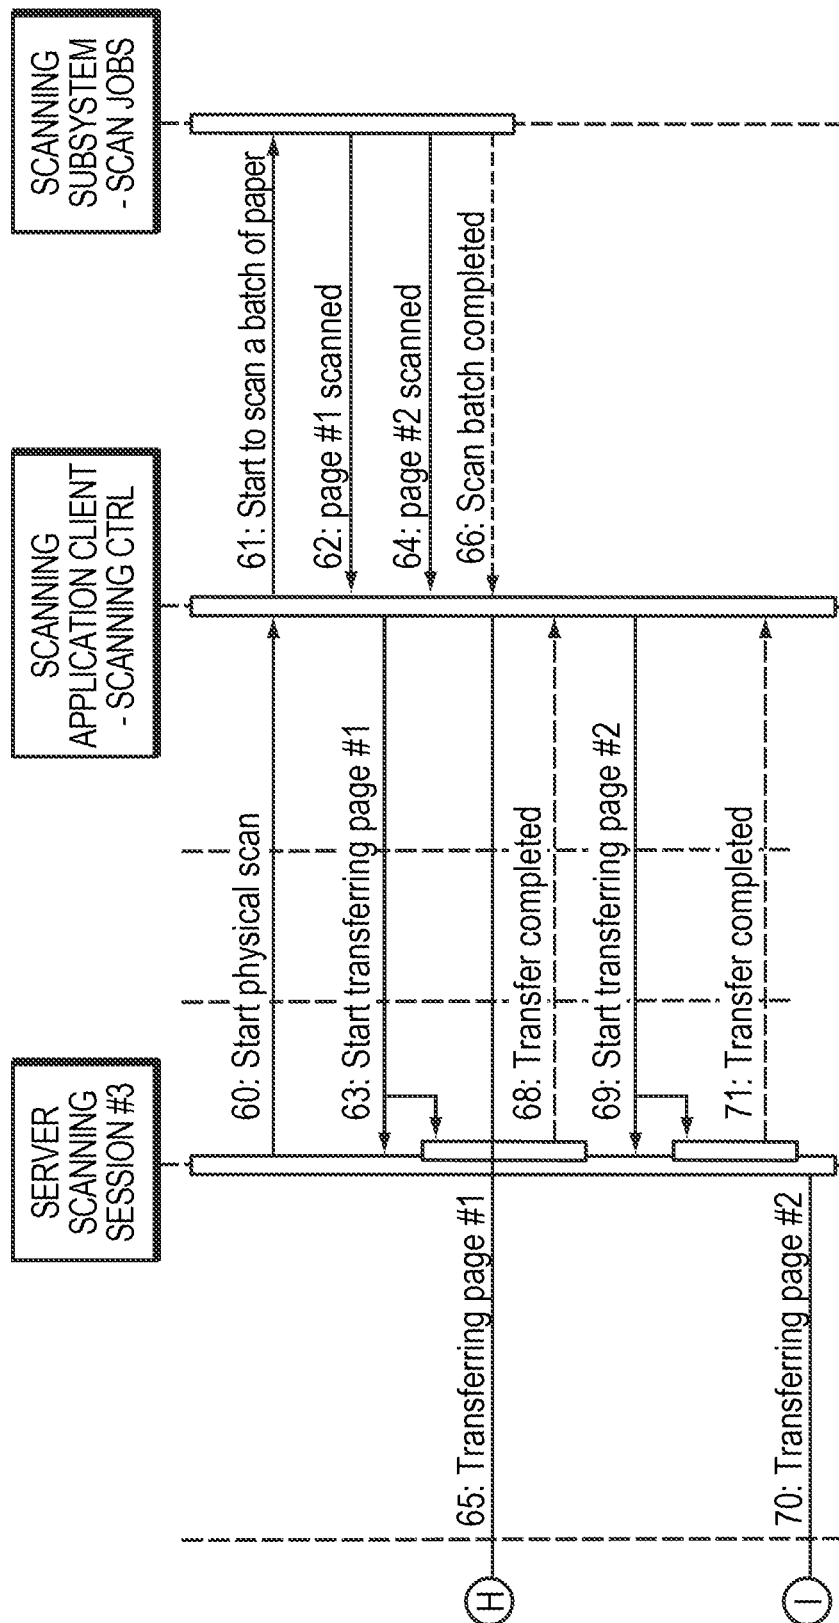 SERVER
SCANNING
SESSION #3
SCANNING
APPLICATION CLIENT
- SCANNING CTRL
SCANNING
SUBSYSTEM
- SCAN JOBS
60: Start physical scan
61: Start to scan a batch of paper
62: page #1 scanned
63: Start transferring page #1
64: page #2 scanned
65: Transferring page #1
66: Scan batch completed
68: Transfer completed
69: Start transferring page #2
71: Transfer completed
70: Transferring page #2
H
I